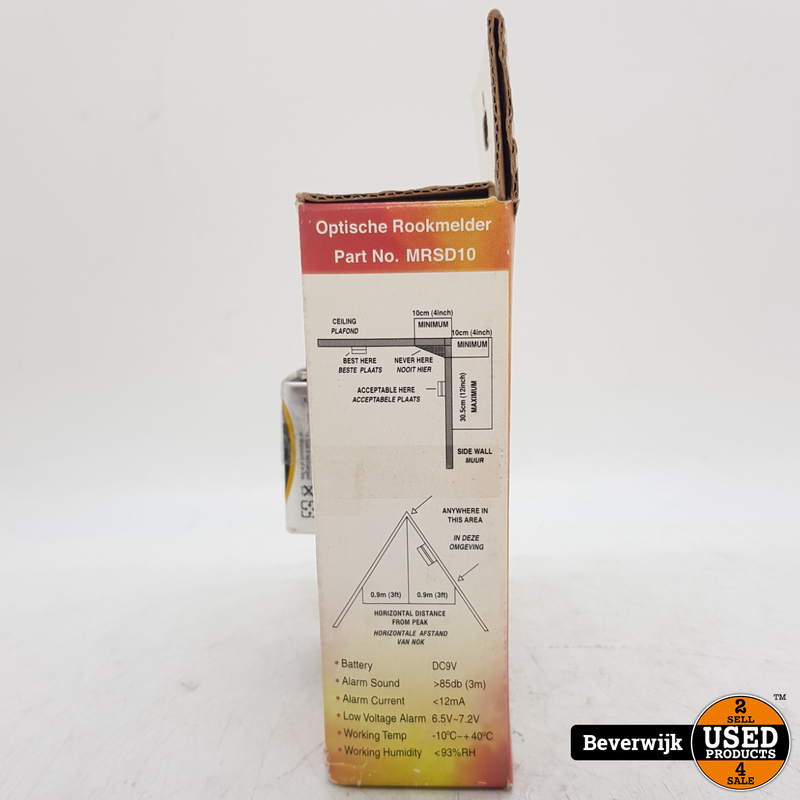 Optische Rookmelder
Part No. MRSD10
10cm (4inch)
MINIMUM
CEILING
PLAFOND
10cm (4inch)
MINIMUM
BEST HERE
BESTE PLAATS
NEVER HERE
NOOIT HIER
ACCEPTABLE HERE
ACCEPTABELE PLAATS
30.5cm (12inch)
MAXIMUM
SIDE WALL
MUUR
ANYWHERE IN
THIS AREA
IN DEZE
OMGEVING
0.9m (3ft)
0.9m (3ft)
HORIZONTAL DISTANCE
FROM PEAK
HORIZONTALE AFSTAND
VAN NOK
• Battery DC9V
• Alarm Sound >85db (3m)
• Alarm Current <12mA
• Low Voltage Alarm 6.5V~7.2V
• Working Temp -10ºC~+40ºC
• Working Humidity <93%RH
Beverwijk
2
SELL
USED
PRODUCTS
4
SALE
TM